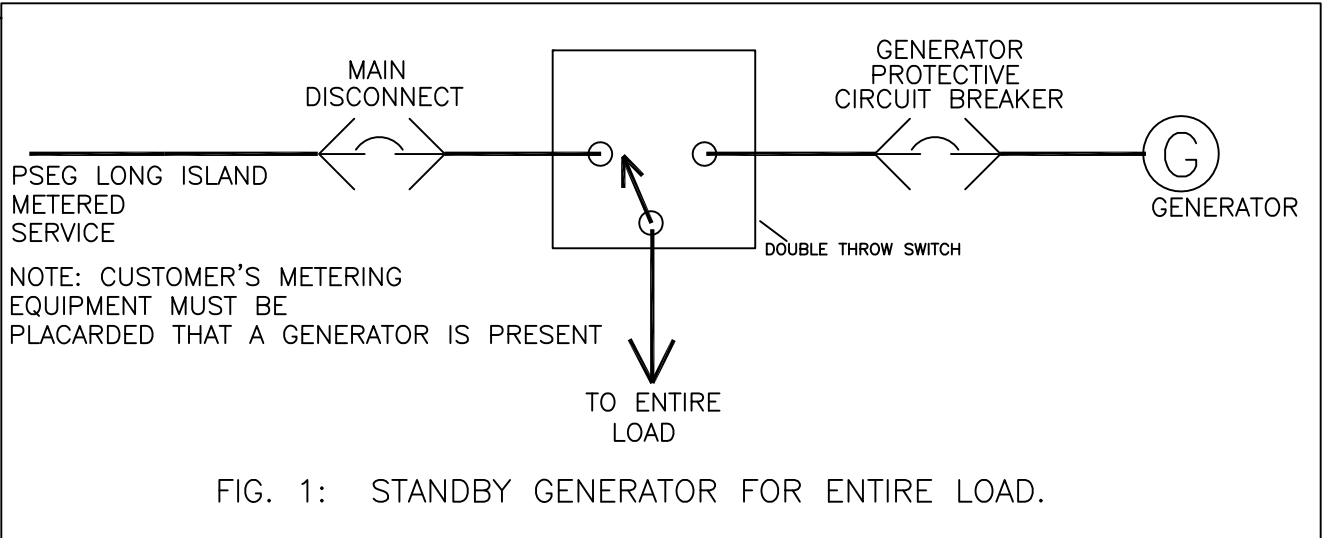 MAIN
DISCONNECT
GENERATOR
PROTECTIVE
CIRCUIT BREAKER
PSEG LONG ISLAND
METERED
SERVICE
G
GENERATOR
DOUBLE THROW SWITCH
NOTE: CUSTOMER'S METERING
EQUIPMENT MUST BE
PLACARDED THAT A GENERATOR IS PRESENT
TO ENTIRE
LOAD
FIG. 1: STANDBY GENERATOR FOR ENTIRE LOAD.